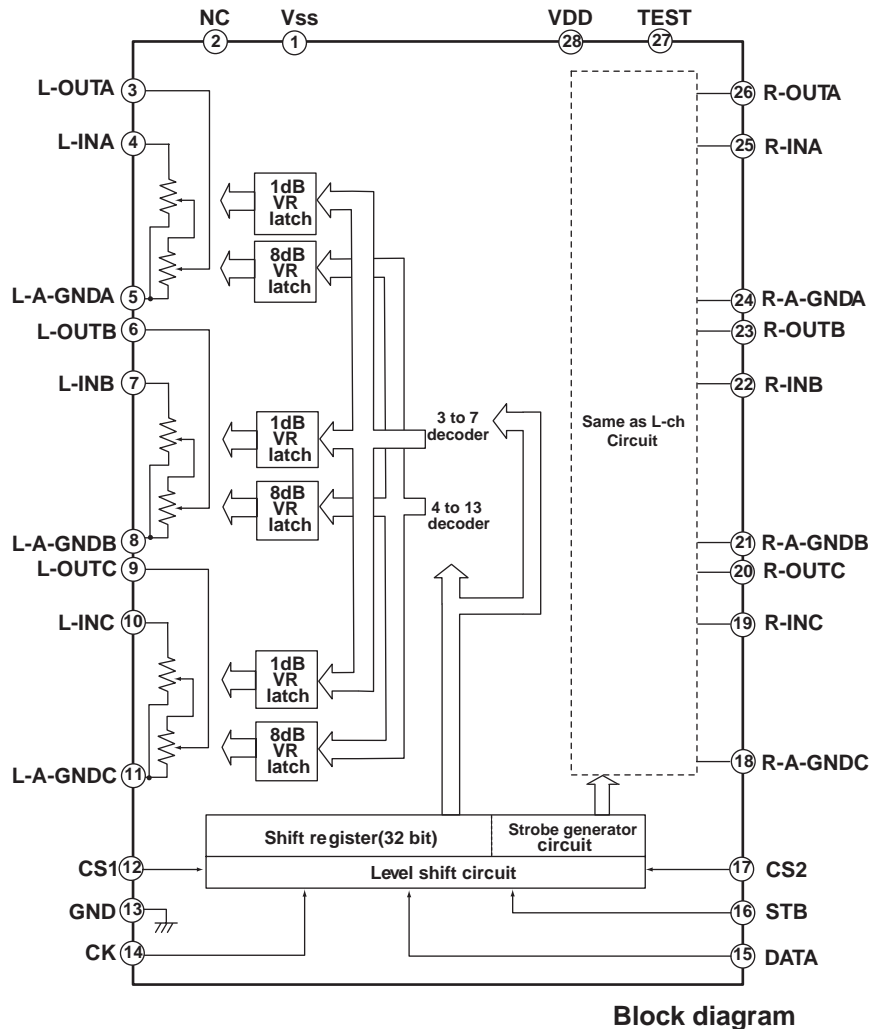 NC
Vss
VDD
TEST
2
1
28
27
L-OUTA
3
26
R-OUTA
L-INA
4
25
R-INA
1dB
VR
latch
8dB
VR
latch
L-A-GNDA
5
24
R-A-GNDA
L-OUTB
6
23
R-OUTB
L-INB
7
22
R-INB
1dB
VR
latch
3 to 7
decoder
Same as L-ch
Circuit
8dB
VR
latch
4 to 13
decoder
L-A-GNDB
8
21
R-A-GNDB
L-OUTC
9
20
R-OUTC
L-INC
10
19
R-INC
1dB
VR
latch
8dB
VR
latch
L-A-GNDC
11
18
R-A-GNDC
Shift register(32 bit)
Strobe generator
circuit
CS1
12
Level shift circuit
17
CS2
GND
13
16
STB
CK
14
15
DATA
Block diagram